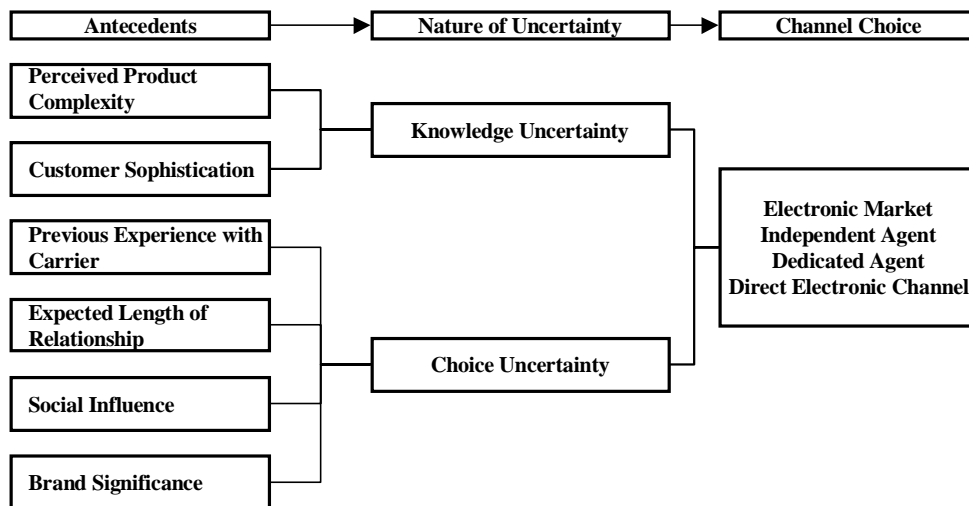 Antecedents
Nature of Uncertainty
Channel Choice
Perceived Product
Complexity
Customer Sophistication
Previous Experience with
Carrier
Expected Length of
Relationship
Social Influence
Brand Significance
Knowledge Uncertainty
Choice Uncertainty
Electronic Market
Independent Agent
Dedicated Agent
Direct Electronic Channel